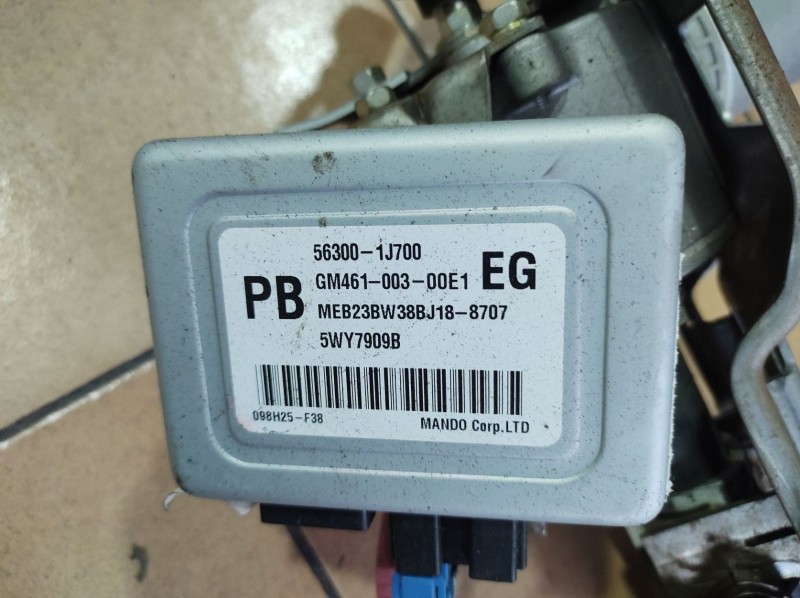 56300-1J700
PB GM461-003-00E1 EG
MEB23BW38BJ18-8707
5WY7909B
098H25-F38 MANDO Corp.LTD